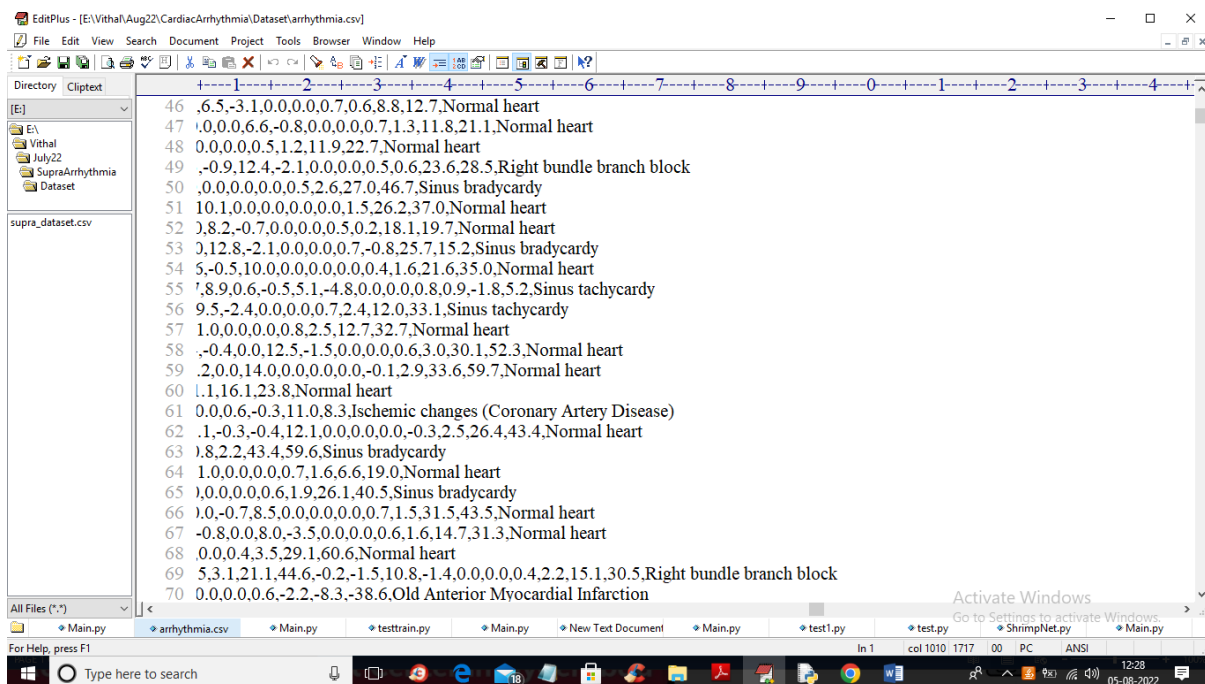 EditPlus - [E:\Vithal\Aug22\CardiacArrhythmia\Dataset\arrhythmia.csv]
File Edit View Search Document Project Tools Browser Window Help
Directory Cliptext
----+----1----+----2----+----3----+----4----+----5----+----6----+----7----+----8----+----9----+----0----+----1----+----2----+----3----+----4----+-
[E:]
E:\
Vithal
July22
SupraArrhythmia
Dataset
supra_dataset.csv
46 ,6.5,-3.1,0.0,0.0,0.7,0.6,8.8,12.7,Normal heart
47 .0,0.0,6.6,-0.8,0.0,0.0,0.7,1.3,11.8,21.1,Normal heart
48 0.0,0.0,0.5,1.2,11.9,22.7,Normal heart
49 ,-0.9,12.4,-2.1,0.0,0.0,0.5,0.6,23.6,28.5,Right bundle branch block
50 ,0.0,0.0,0.0,0.5,2.6,27.0,46.7,Sinus bradycardy
51 10.1,0.0,0.0,0.0,0.0,1.5,26.2,37.0,Normal heart
52 0,8.2,-0.7,0.0,0.0,0.5,0.2,18.1,19.7,Normal heart
53 0,12.8,-2.1,0.0,0.0,0.7,-0.8,25.7,15.2,Sinus bradycardy
54 6,-0.5,10.0,0.0,0.0,0.0,0.4,1.6,21.6,35.0,Normal heart
55 ,8.9,0.6,-0.5,5.1,-4.8,0.0,0.0,0.8,0.9,-1.8,5.2,Sinus tachycardy
56 9.5,-2.4,0.0,0.0,0.7,2.4,12.0,33.1,Sinus tachycardy
57 1.0,0.0,0.0,0.8,2.5,12.7,32.7,Normal heart
58 ,-0.4,0.0,12.5,-1.5,0.0,0.0,0.6,3.0,30.1,52.3,Normal heart
59 .2,0.0,14.0,0.0,0.0,0.0,-0.1,2.9,33.6,59.7,Normal heart
60 1.1,16.1,23.8,Normal heart
61 0.0,0.6,-0.3,11.0,8.3,Ischemic changes (Coronary Artery Disease)
62 .1,-0.3,-0.4,12.1,0.0,0.0,0.0,-0.3,2.5,26.4,43.4,Normal heart
63 0.8,2.2,43.4,59.6,Sinus bradycardy
64 1.0,0.0,0.0,0.7,1.6,6.6,19.0,Normal heart
65 0,0.0,0.0,0.6,1.9,26.1,40.5,Sinus bradycardy
66 0.0,-0.7,8.5,0.0,0.0,0.0,0.7,1.5,31.5,43.5,Normal heart
67 -0.8,0.0,8.0,-3.5,0.0,0.0,0.6,1.6,14.7,31.3,Normal heart
68 ,0.0,0.4,3.5,29.1,60.6,Normal heart
69 5,3.1,21.1,44.6,-0.2,-1.5,10.8,-1.4,0.0,0.0,0.4,2.2,15.1,30.5,Right bundle branch block
70 0.0,0.0,0.6,-2.2,-8.3,-38.6,Old Anterior Myocardial Infarction
Activate Windows
Go to Settings to activate Windows.
All Files (*.*)
Main.py arrhythmia.csv Main.py testtrain.py Main.py New Text Document Main.py test1.py test.py ShrimpNet.py Main.py
For Help, press F1 ln 1 col 1010 1717 00 PC ANSI
Type here to search 18 12:28
05-08-2022